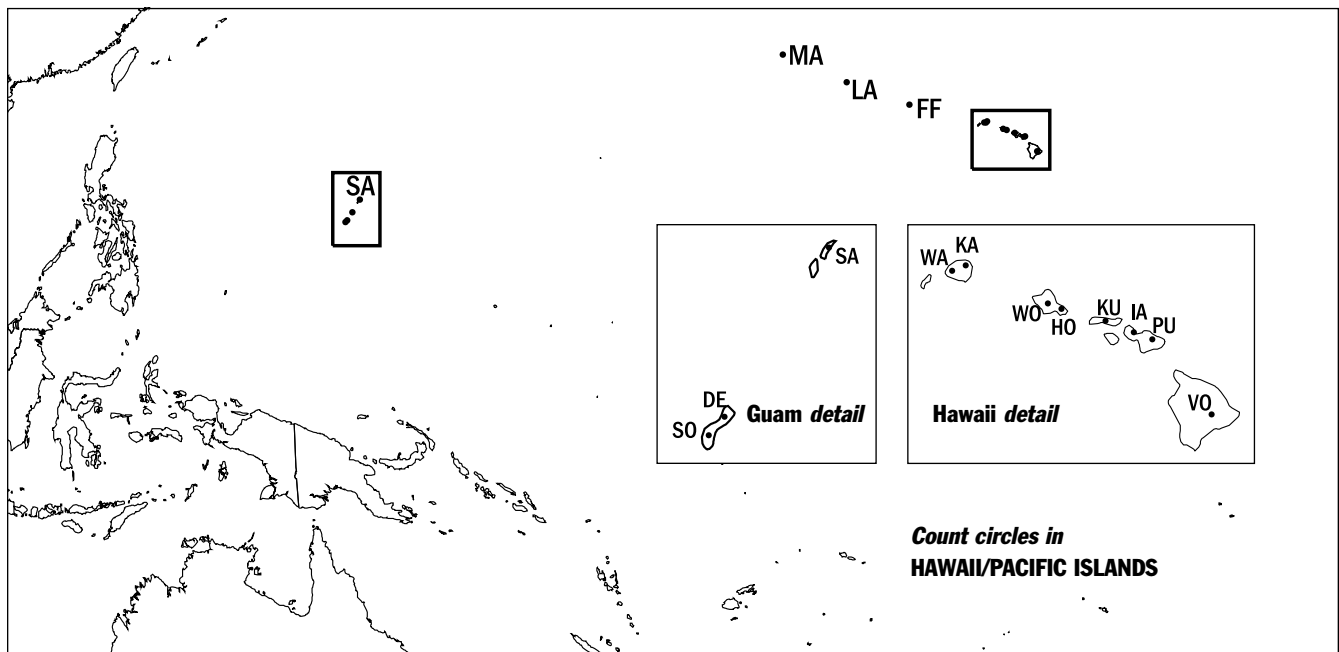 MA
LA
FF
SA
SA
WA
KA
WO
HO
KU
IA
PU
DE
SO
Guam detail
Hawaii detail
VO
Count circles in
HAWAII/PACIFIC ISLANDS